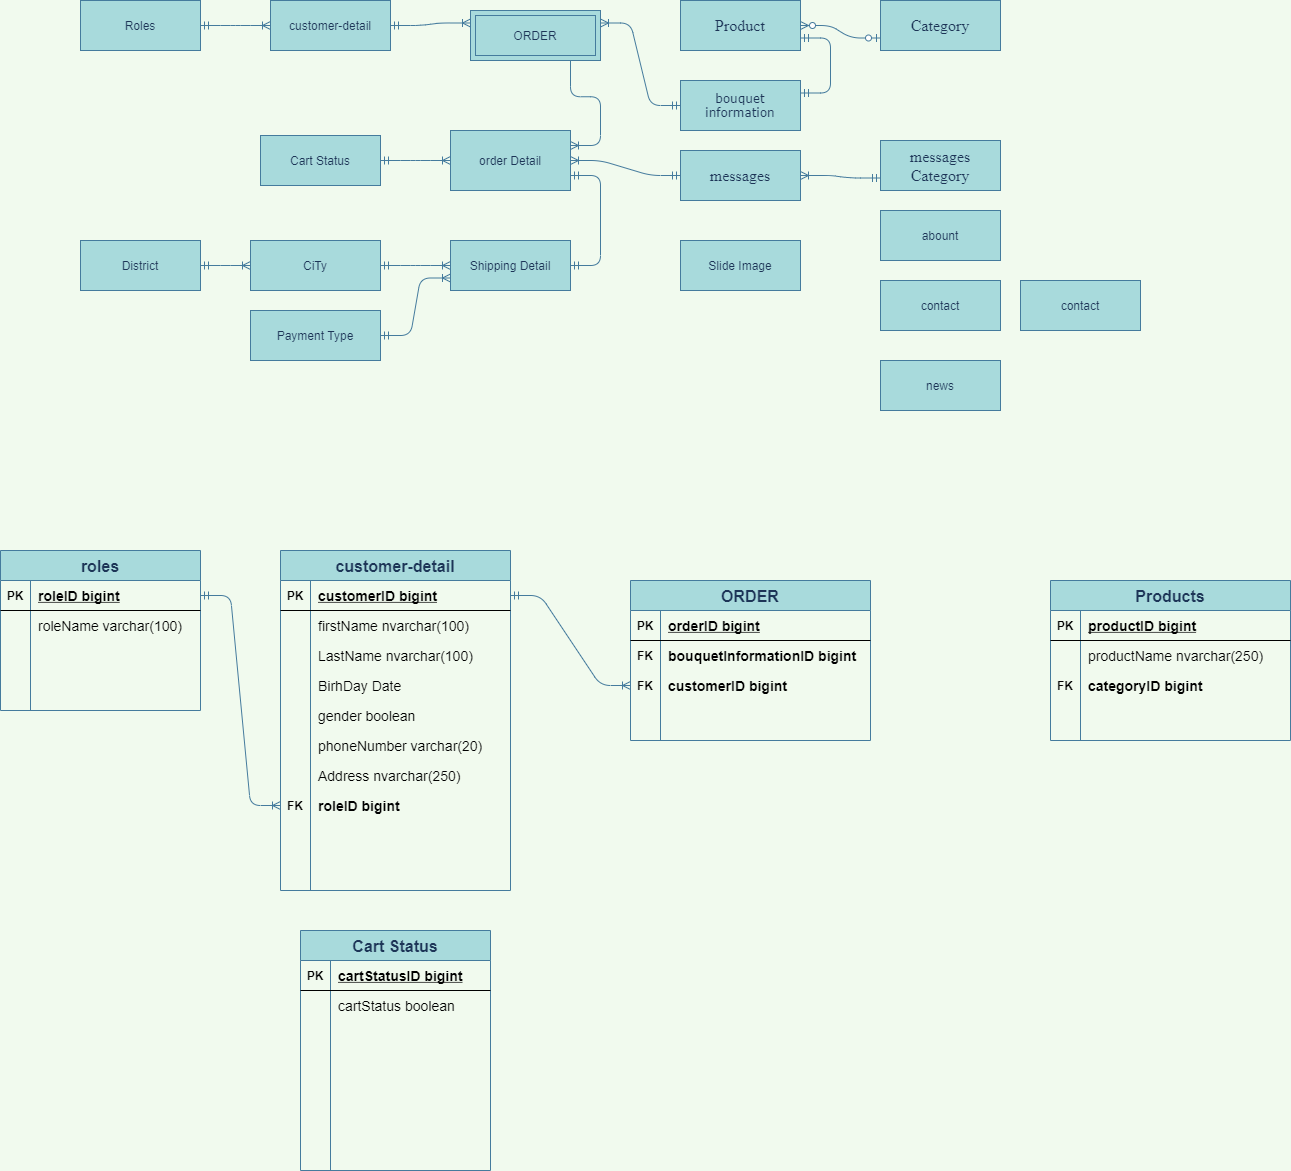 Roles
customer-detail
ORDER
Product
Category
bouquet
information
Cart Status
order Detail
messages
messages
Category
abount
District
CiTy
Shipping Detail
Slide Image
contact
contact
Payment Type
news
roles
PK roleID bigint
roleName varchar(100)
customer-detail
PK customerID bigint
firstName nvarchar(100)
LastName nvarchar(100)
BirhDay Date
gender boolean
phoneNumber varchar(20)
Address nvarchar(250)
FK roleID bigint
ORDER
PK orderID bigint
FK bouquetInformationID bigint
FK customerID bigint
Products
PK productID bigint
productName nvarchar(250)
FK categoryID bigint
Cart Status
PK cartStatusID bigint
cartStatus boolean